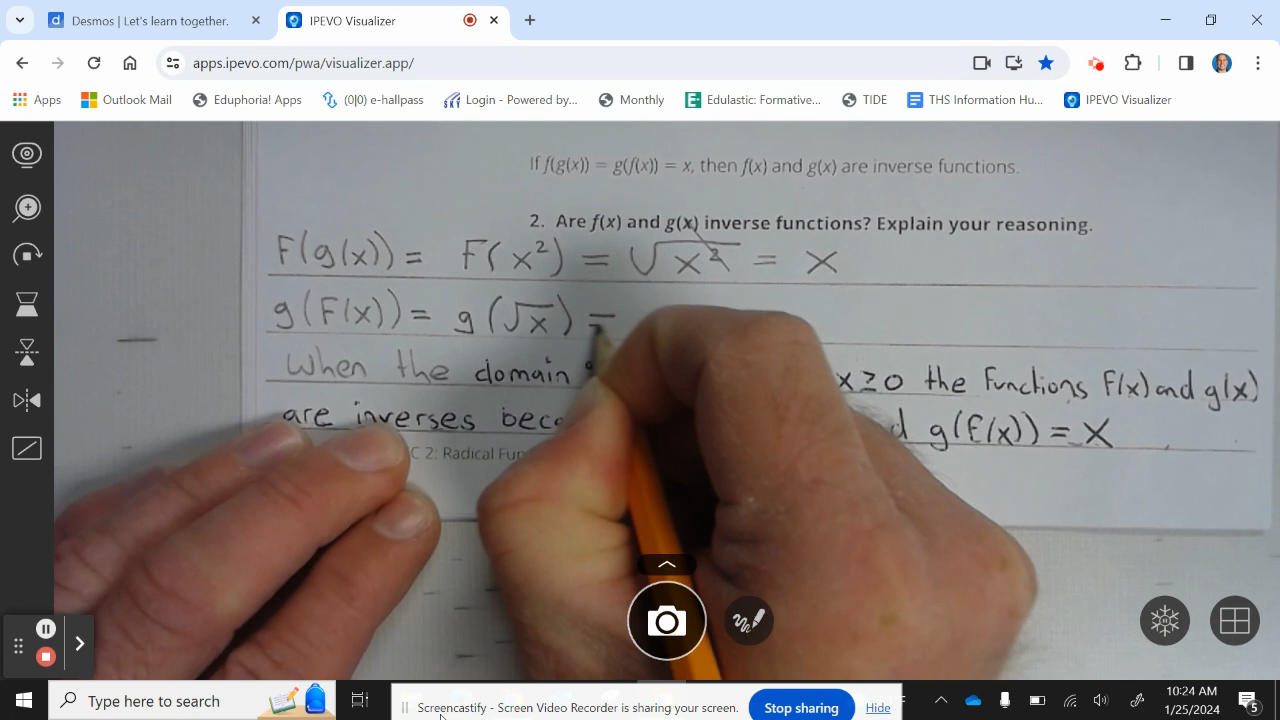 Desmos | Let's learn together.
IPEVO Visualizer
apps.ipevo.com/pwa/visualizer.app/
Apps
Outlook Mail
eduphoria! Apps
(0|0) e-hallpass
Login - Powered by...
Monthly
Edulastic: Formative...
TIDE
THS Information Hu...
IPEVO Visualizer
If f(g(x)) = g(f(x)) = x, then f(x) and g(x) are inverse functions.
2. Are f(x) and g(x) inverse functions? Explain your reasoning.
F(g(x)) = F(x²) = √x² = x
g(F(x)) = g(√x) =
When the domain x ≥ 0 the functions F(x) and g(x)
are inverses g(F(x)) = x
C 2: Radical
Type here to search
Screencastify - Screen Video Recorder is sharing your screen.
Stop sharing
Hide
10:24 AM
1/25/2024
5